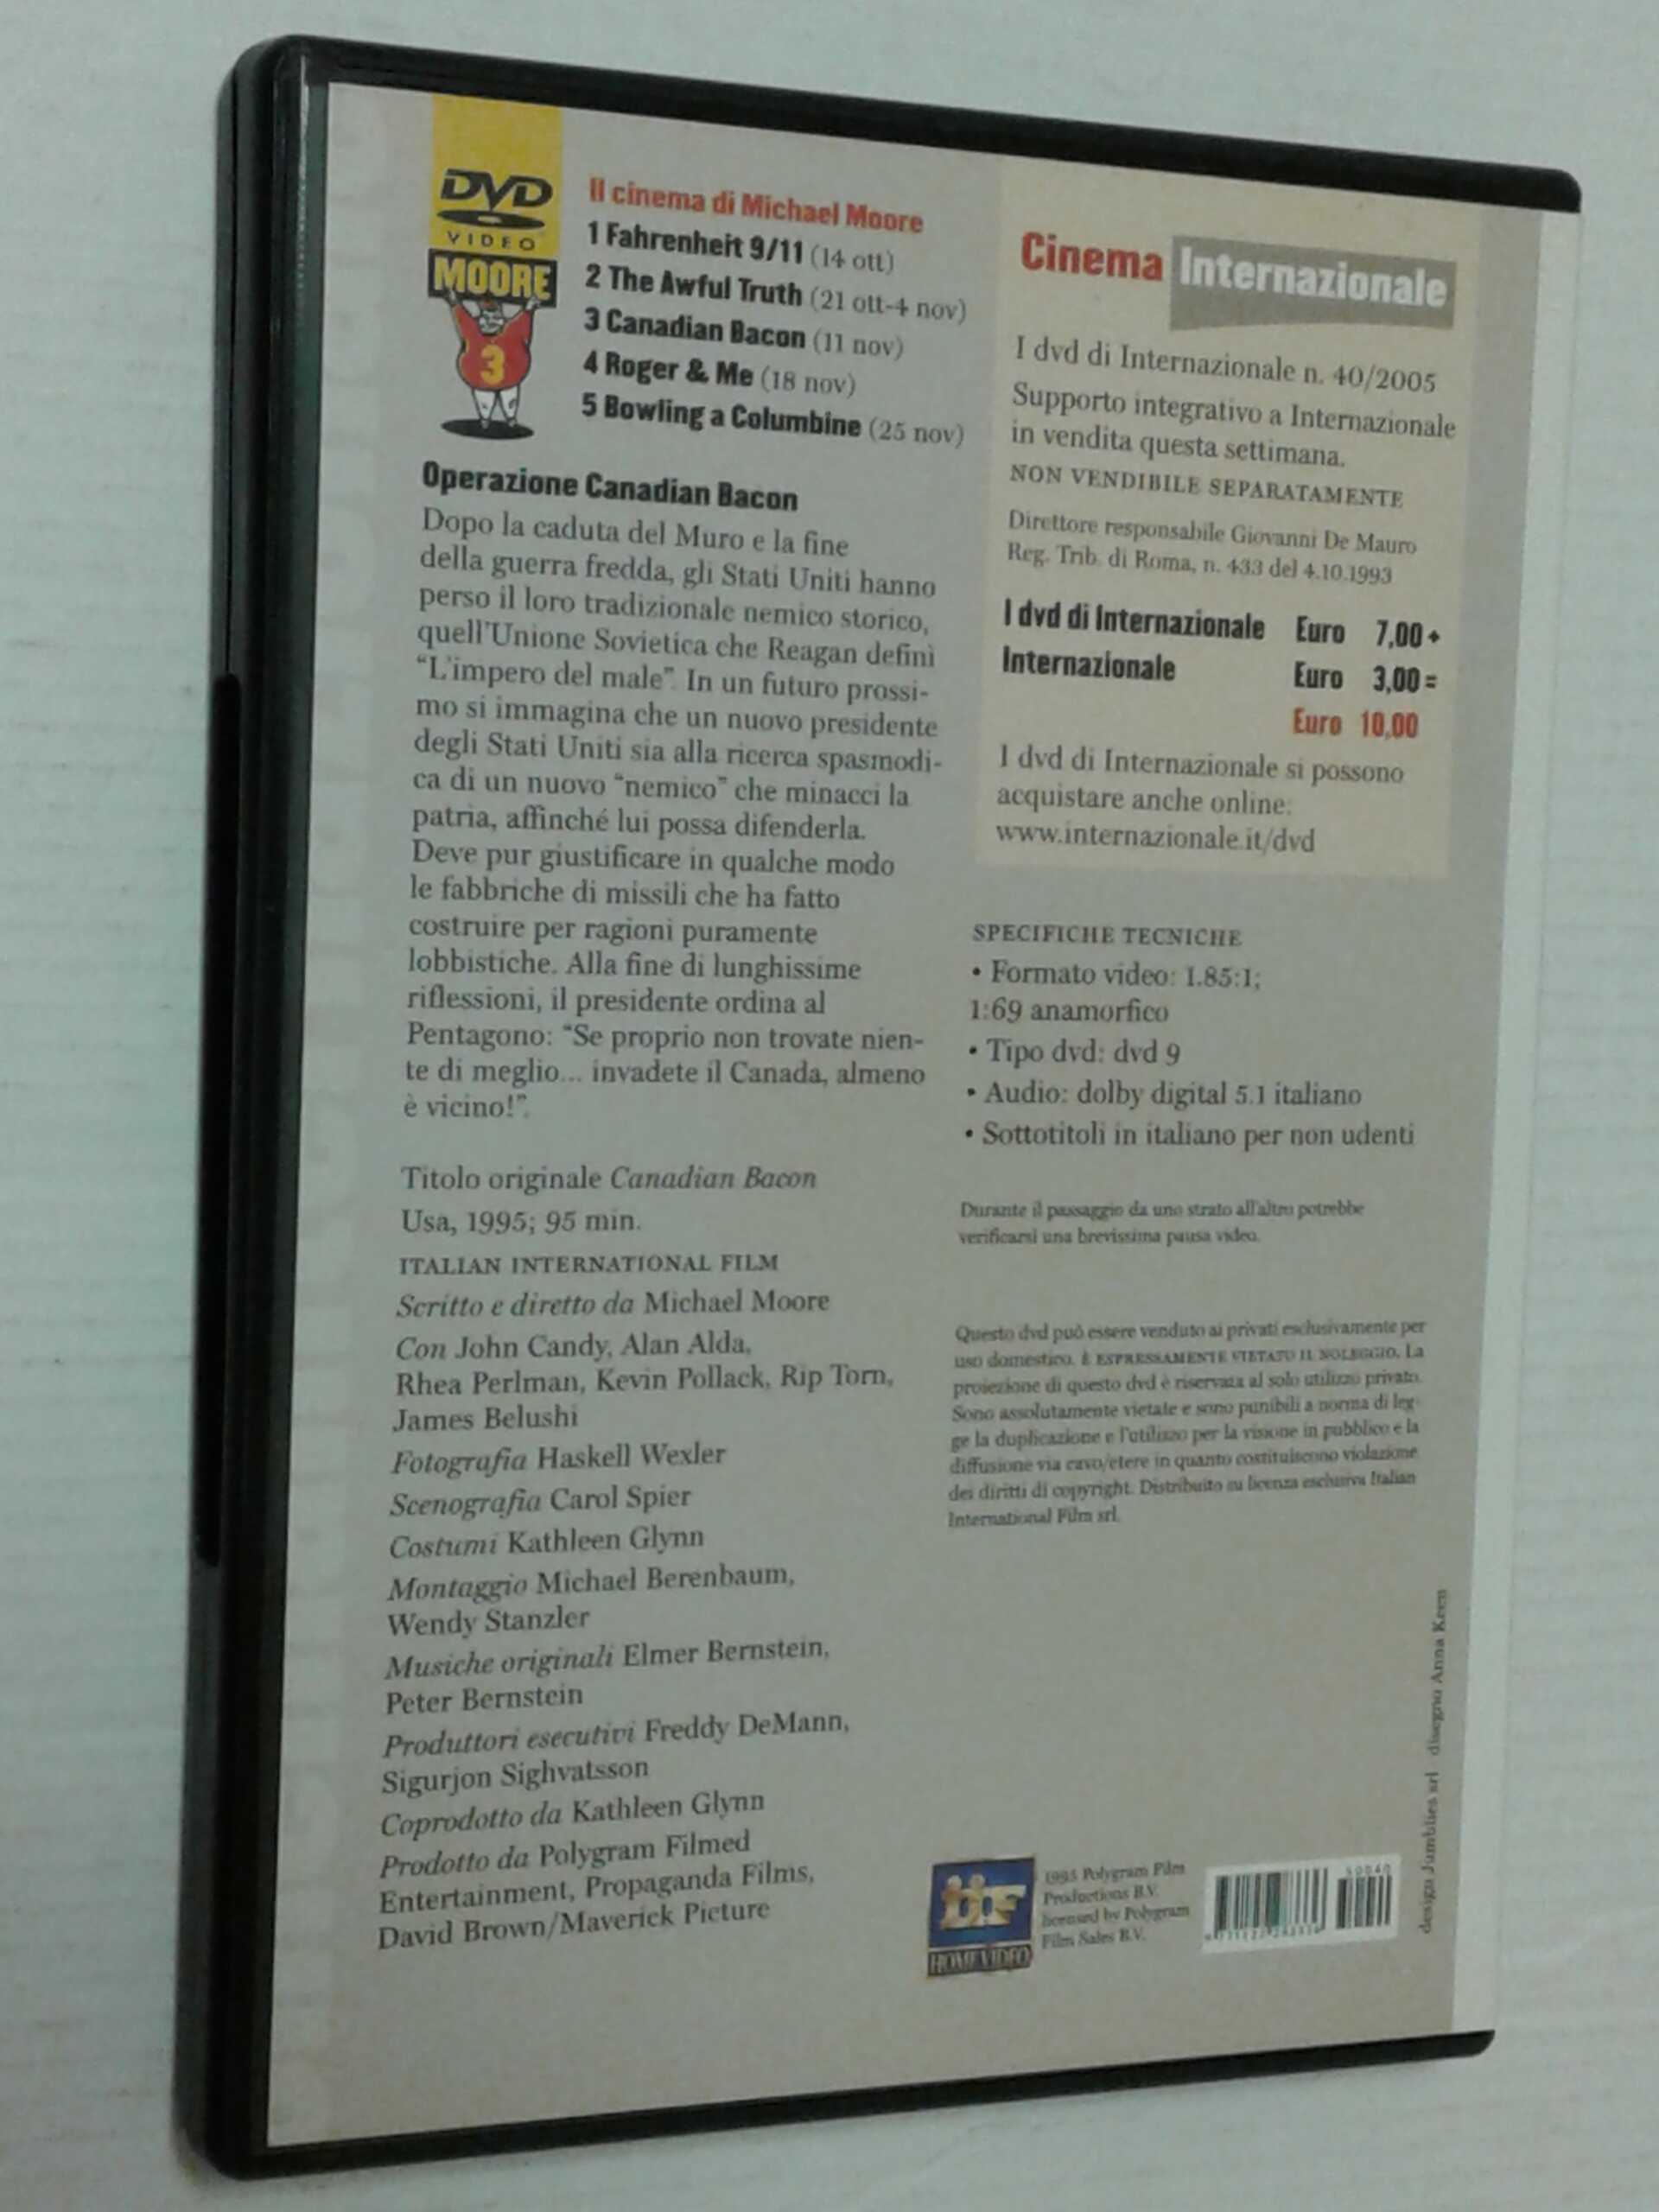 DVD
VIDEO
MOORE
3
Il cinema di Michael Moore
1 Fahrenheit 9/11 (14 ott)
2 The Awful Truth (21 ott-4 nov)
3 Canadian Bacon (11 nov)
4 Roger & Me (18 nov)
5 Bowling a Columbine (25 nov)
Operazione Canadian Bacon
Dopo la caduta del Muro e la fine
della guerra fredda, gli Stati Uniti hanno
perso il loro tradizionale nemico storico,
quell'Unione Sovietica che Reagan definì
“L'impero del male”. In un futuro prossi-
mo si immagina che un nuovo presidente
degli Stati Uniti sia alla ricerca spasmodi-
ca di un nuovo “nemico” che minacci la
patria, affinché lui possa difenderla.
Deve pur giustificare in qualche modo
le fabbriche di missili che ha fatto
costruire per ragioni puramente
lobbistiche. Alla fine di lunghissime
riflessioni, il presidente ordina al
Pentagono: “Se proprio non trovate nien-
te di meglio... invadete il Canada, almeno
è vicino!”.
Titolo originale Canadian Bacon
Usa, 1995; 95 min.
ITALIAN INTERNATIONAL FILM
Scritto e diretto da Michael Moore
Con John Candy, Alan Alda,
Rhea Perlman, Kevin Pollack, Rip Torn,
James Belushi
Fotografia Haskell Wexler
Scenografia Carol Spier
Costumi Kathleen Glynn
Montaggio Michael Berenbaum,
Wendy Stanzler
Musiche originali Elmer Bernstein,
Peter Bernstein
Produttori esecutivi Freddy DeMann,
Sigurjon Sighvatsson
Coprodotto da Kathleen Glynn
Prodotto da Polygram Filmed
Entertainment, Propaganda Films,
David Brown/Maverick Picture
Cinema Internazionale
I dvd di Internazionale n. 40/2005
Supporto integrativo a Internazionale
in vendita questa settimana.
NON VENDIBILE SEPARATAMENTE
Direttore responsabile Giovanni De Mauro
Reg. Trib. di Roma, n. 433 del 4.10.1993
I dvd di Internazionale Euro 7,00+
Internazionale Euro 3,00=
Euro 10,00
I dvd di Internazionale si possono
acquistare anche online:
www.internazionale.it/dvd
SPECIFICHE TECNICHE
• Formato video: 1.85:1;
1:69 anamorfico
• Tipo dvd: dvd 9
• Audio: dolby digital 5.1 italiano
• Sottotitoli in italiano per non udenti
Durante il passaggio da uno strato all'altro potrebbe
verificarsi una brevissima pausa video.
Questo dvd può essere venduto ai privati esclusivamente per
uso domestico. È ESPRESSAMENTE VIETATO IL NOLEGGIO. La
proiezione di questo dvd è riservata al solo utilizzo privato.
Sono assolutamente vietate e sono punibili a norma di leg-
ge la duplicazione e l'utilizzo per la visione in pubblico e la
diffusione via cavo/etere in quanto costituiscono violazione
dei diritti di copyright. Distribuito su licenza esclusiva Italian
International Film srl.
HOME VIDEO
1995 Polygram Film
Productions B.V.
licensed by Polygram
Film Sales B.V.
50040
design Jumblies srl disegno Anna Keen